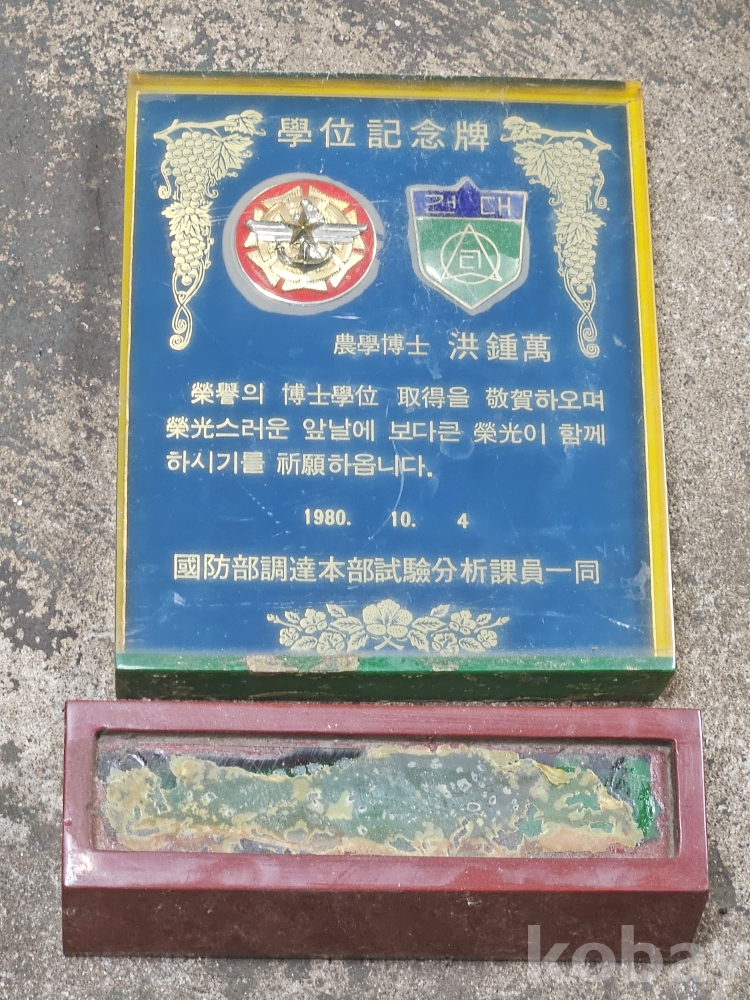 學位記念牌
건대
農學博士 洪鍾萬
榮譽의 博士學位 取得을 敬賀하오며
榮光스러운 앞날에 보다큰 榮光이 함께
하시기를 祈願하옵니다.
1980. 10. 4
國防部調達本部試驗分析課員一同
kobay